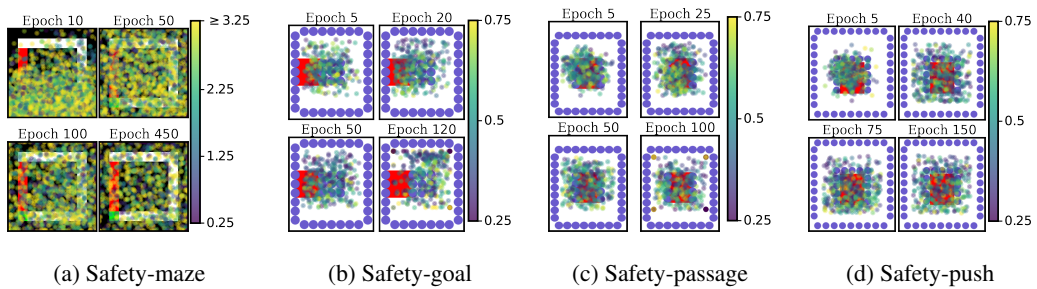 Epoch 10 Epoch 50
≥ 3.25
2.25
1.25
0.25
Epoch 100 Epoch 450
(a) Safety-maze
Epoch 5 Epoch 20
0.75
0.5
0.25
Epoch 50 Epoch 120
(b) Safety-goal
Epoch 5 Epoch 25
0.75
0.5
0.25
Epoch 50 Epoch 100
(c) Safety-passage
Epoch 5 Epoch 40
0.75
0.5
0.25
Epoch 75 Epoch 150
(d) Safety-push